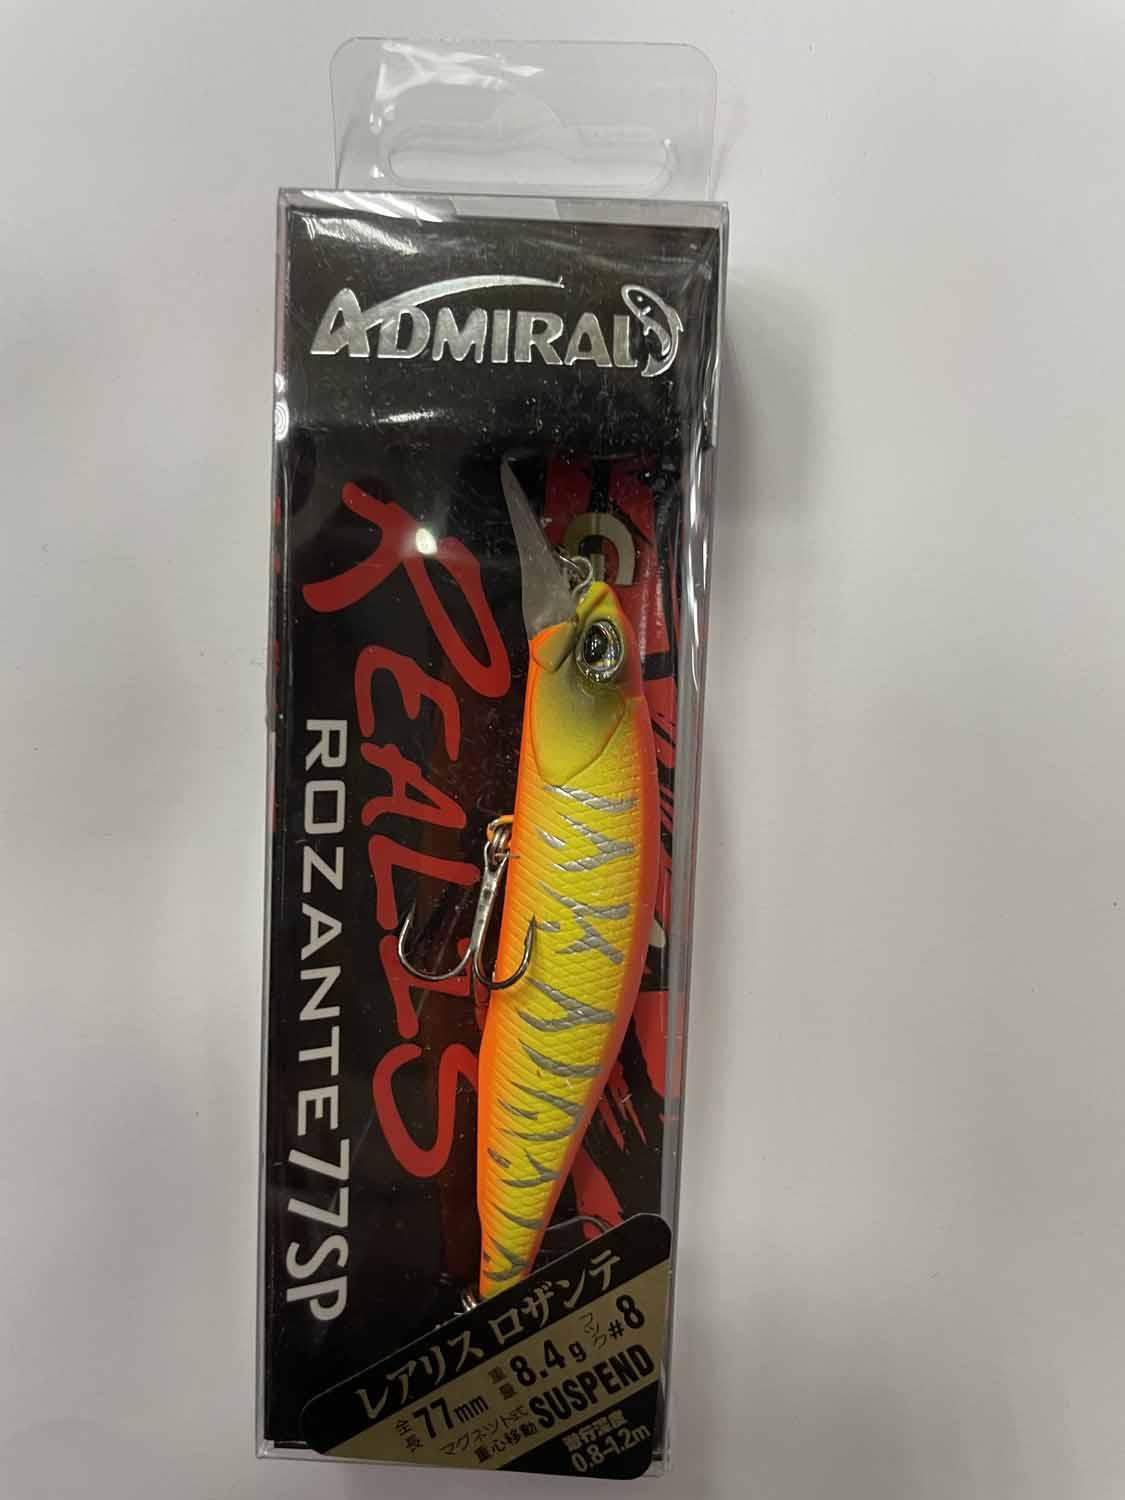 ADMIRAL
REALIS
ROZANTE77SP
レアリス ロザンテ
全長 77mm 重量 8.4g フック #8
マグネット式重心移動 SUSPEND
遊行深度
0.8-1.2m